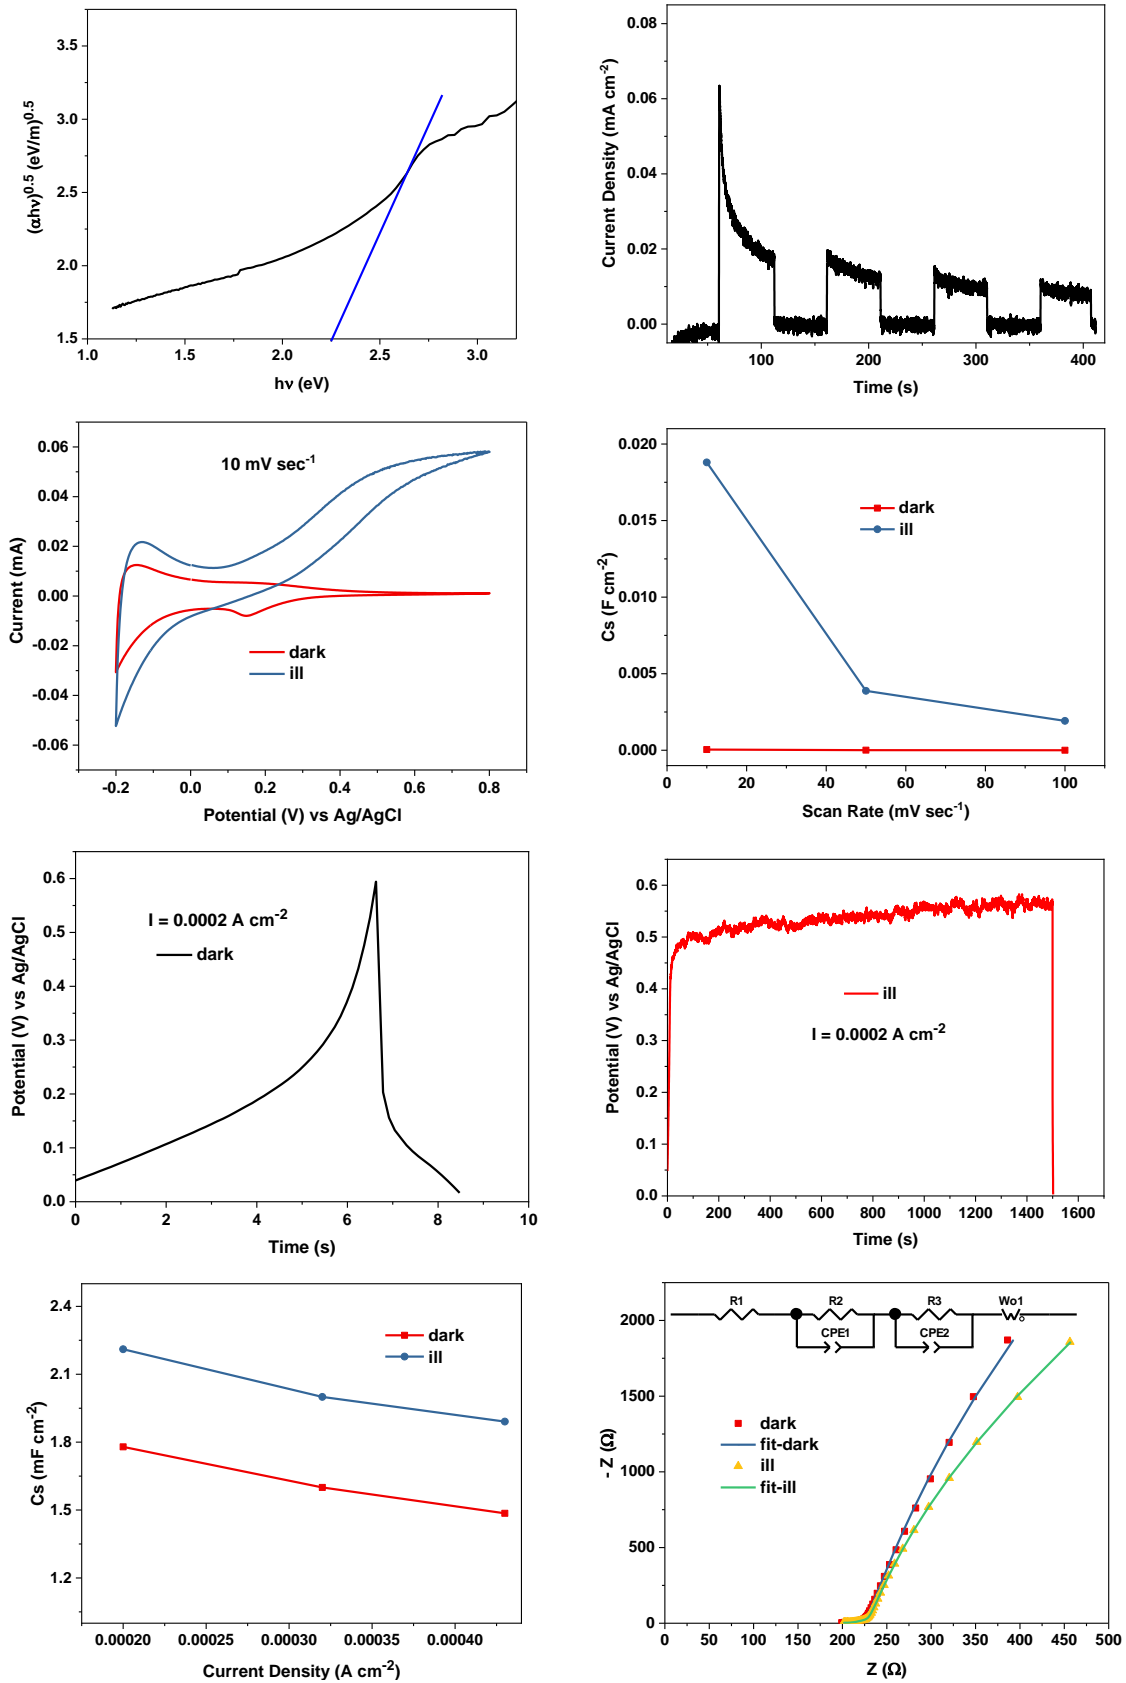 3.5
3.0
2.5
2.0
1.5
1.0 1.5 2.0 2.5 3.0
(αhν)^0.5 (eV/m)^0.5
hν (eV)
0.08
0.06
0.04
0.02
0.00
100 200 300 400
Current Density (mA cm-2)
Time (s)
10 mV sec-1
0.06
0.04
0.02
0.00
-0.02
-0.04
-0.06
dark
ill
-0.2 0.0 0.2 0.4 0.6 0.8
Current (mA)
Potential (V) vs Ag/AgCl
0.020
0.015
0.010
0.005
0.000
dark
ill
0 20 40 60 80 100
Cs (F cm-2)
Scan Rate (mV sec-1)
0.6
0.5
0.4
0.3
0.2
0.1
0.0
I = 0.0002 A cm-2
dark
0 2 4 6 8 10
Potential (V) vs Ag/AgCl
Time (s)
0.6
0.5
0.4
0.3
0.2
0.1
0.0
ill
I = 0.0002 A cm-2
0 200 400 600 800 1000 1200 1400 1600
Potential (V) vs Ag/AgCl
Time (s)
2.4
2.1
1.8
1.5
1.2
dark
ill
0.00020 0.00025 0.00030 0.00035 0.00040
Cs (mF cm-2)
Current Density (A cm-2)
R1 R2 R3 Wo1
CPE1 CPE2
2000
1500
1000
500
0
dark
fit-dark
ill
fit-ill
0 50 100 150 200 250 300 350 400 450 500
- Z (Ω)
Z (Ω)